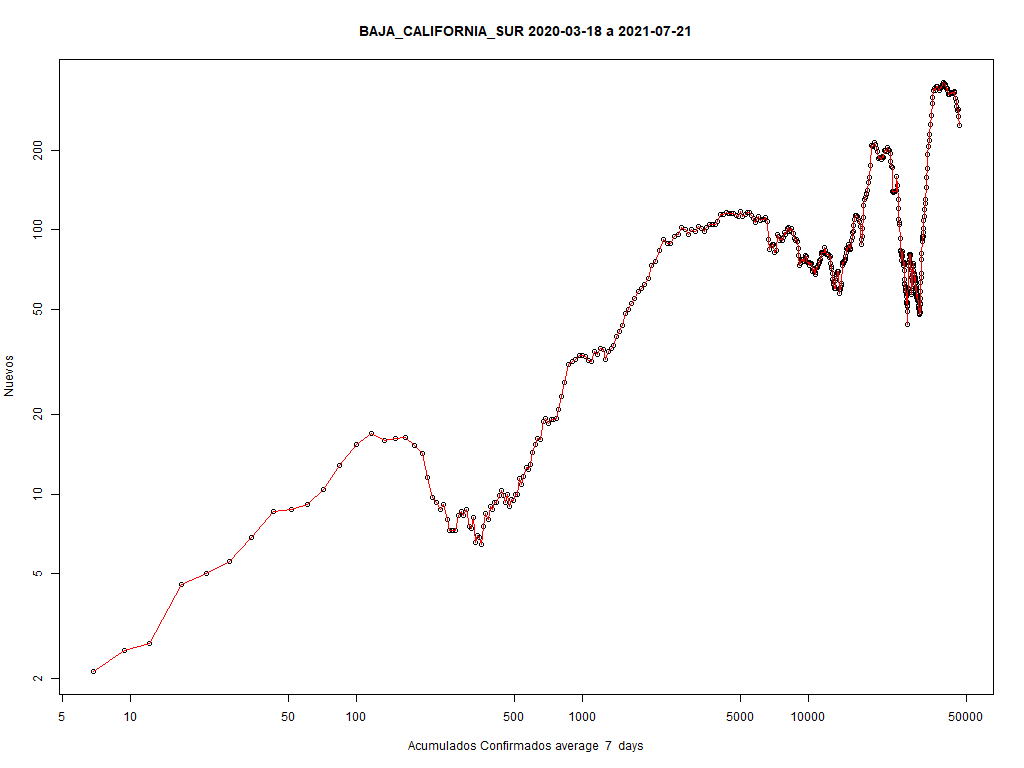 BAJA_CALIFORNIA_SUR 2020-03-18 a 2021-07-21
Nuevos
200
100
50
20
10
5
2
5 10 50 100 500 1000 5000 10000 50000
Acumulados Confirmados average 7 days